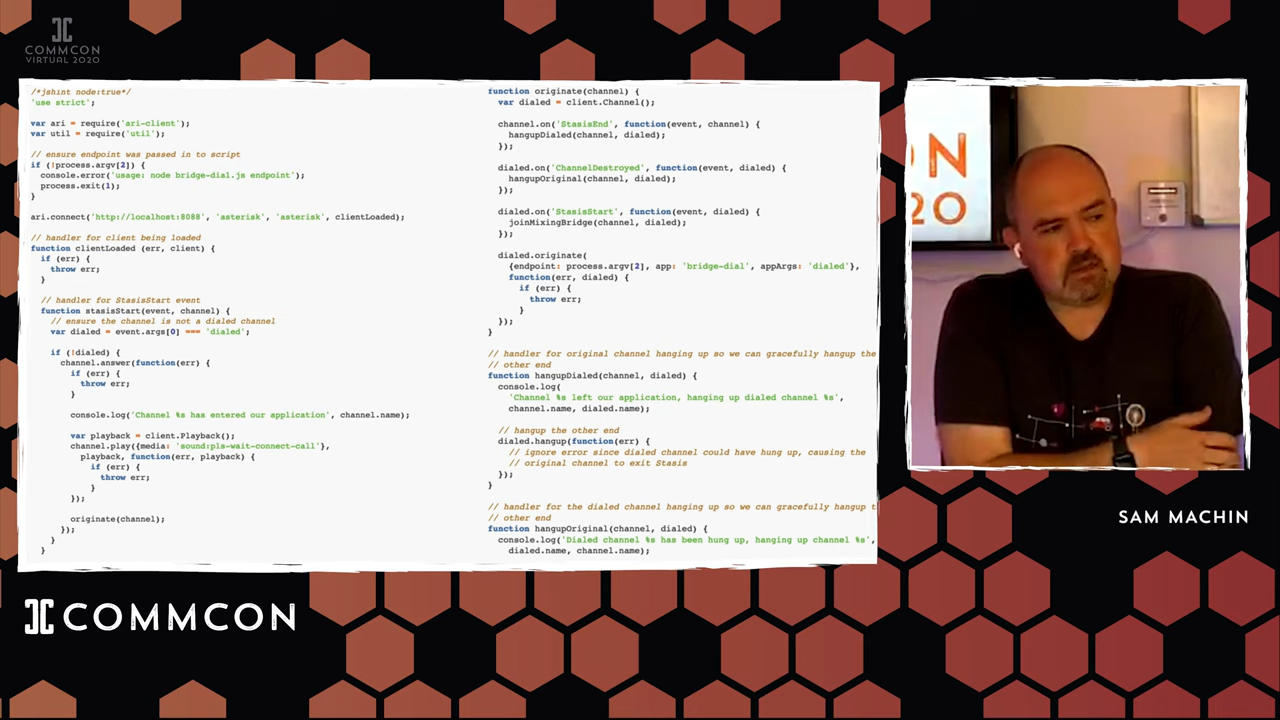 COMMCON
VIRTUAL 2020
/*jshint node:true*/
'use strict';
var ari = require('ari-client');
var util = require('util');
// ensure endpoint was passed in to script
if (!process.argv[2]) {
console.error('usage: node bridge-dial.js endpoint');
process.exit(1);
}
ari.connect('http://localhost:8088', 'asterisk', 'asterisk', clientLoaded);
// handler for client being loaded
function clientLoaded (err, client) {
if (err) {
throw err;
}
// handler for StasisStart event
function stasisStart(event, channel) {
// ensure the channel is not a dialed channel
var dialed = event.args[0] === 'dialed';
if (!dialed) {
channel.answer(function(err) {
if (err) {
throw err;
}
console.log('Channel %s has entered our application', channel.name);
var playback = client.Playback();
channel.play({media: 'sound:pls-wait-connect-call'},
playback, function(err, playback) {
if (err) {
throw err;
}
});
originate(channel);
});
}
}
function originate(channel) {
var dialed = client.Channel();
channel.on('StasisEnd', function(event, channel) {
hangupDialed(channel, dialed);
});
dialed.on('ChannelDestroyed', function(event, dialed) {
hangupOriginal(channel, dialed);
});
dialed.on('StasisStart', function(event, dialed) {
joinMixingBridge(channel, dialed);
});
dialed.originate(
{endpoint: process.argv[2], app: 'bridge-dial', appArgs: 'dialed'},
function(err, dialed) {
if (err) {
throw err;
}
});
}
// handler for original channel hanging up so we can gracefully hangup the
// other end
function hangupDialed(channel, dialed) {
console.log(
'Channel %s left our application, hanging up dialed channel %s',
channel.name, dialed.name);
// hangup the other end
dialed.hangup(function(err) {
// ignore error since dialed channel could have hung up, causing the
// original channel to exit Stasis
});
}
// handler for the dialed channel hanging up so we can gracefully hangup t
// other end
function hangupOriginal(channel, dialed) {
console.log('Dialed channel %s has been hung up, hanging up channel %s',
dialed.name, channel.name);
ON
20
SAM MACHIN
COMMCON